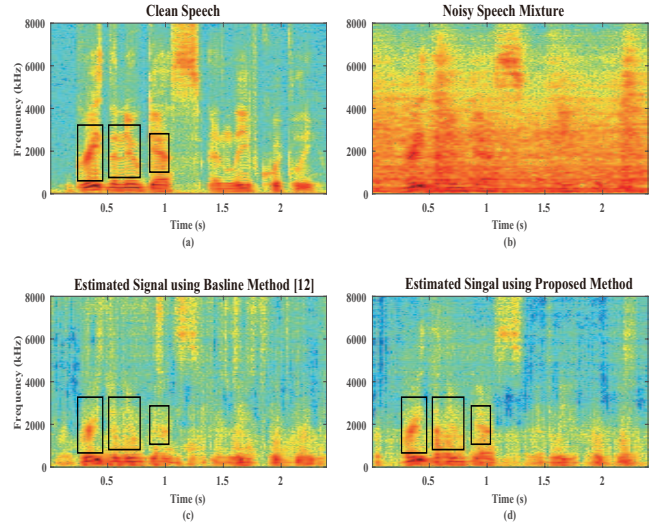 Clean Speech
Noisy Speech Mixture
Frequency (kHz)
8000
6000
4000
2000
0
0.5 1 1.5 2
Time (s)
(a)
8000
6000
4000
2000
0
0.5 1 1.5 2
Time (s)
(b)
Estimated Signal using Basline Method [12]
Estimated Singal using Proposed Method
Frequency (kHz)
8000
6000
4000
2000
0
0.5 1 1.5 2
Time (s)
(c)
8000
6000
4000
2000
0
0.5 1 1.5 2
Time (s)
(d)